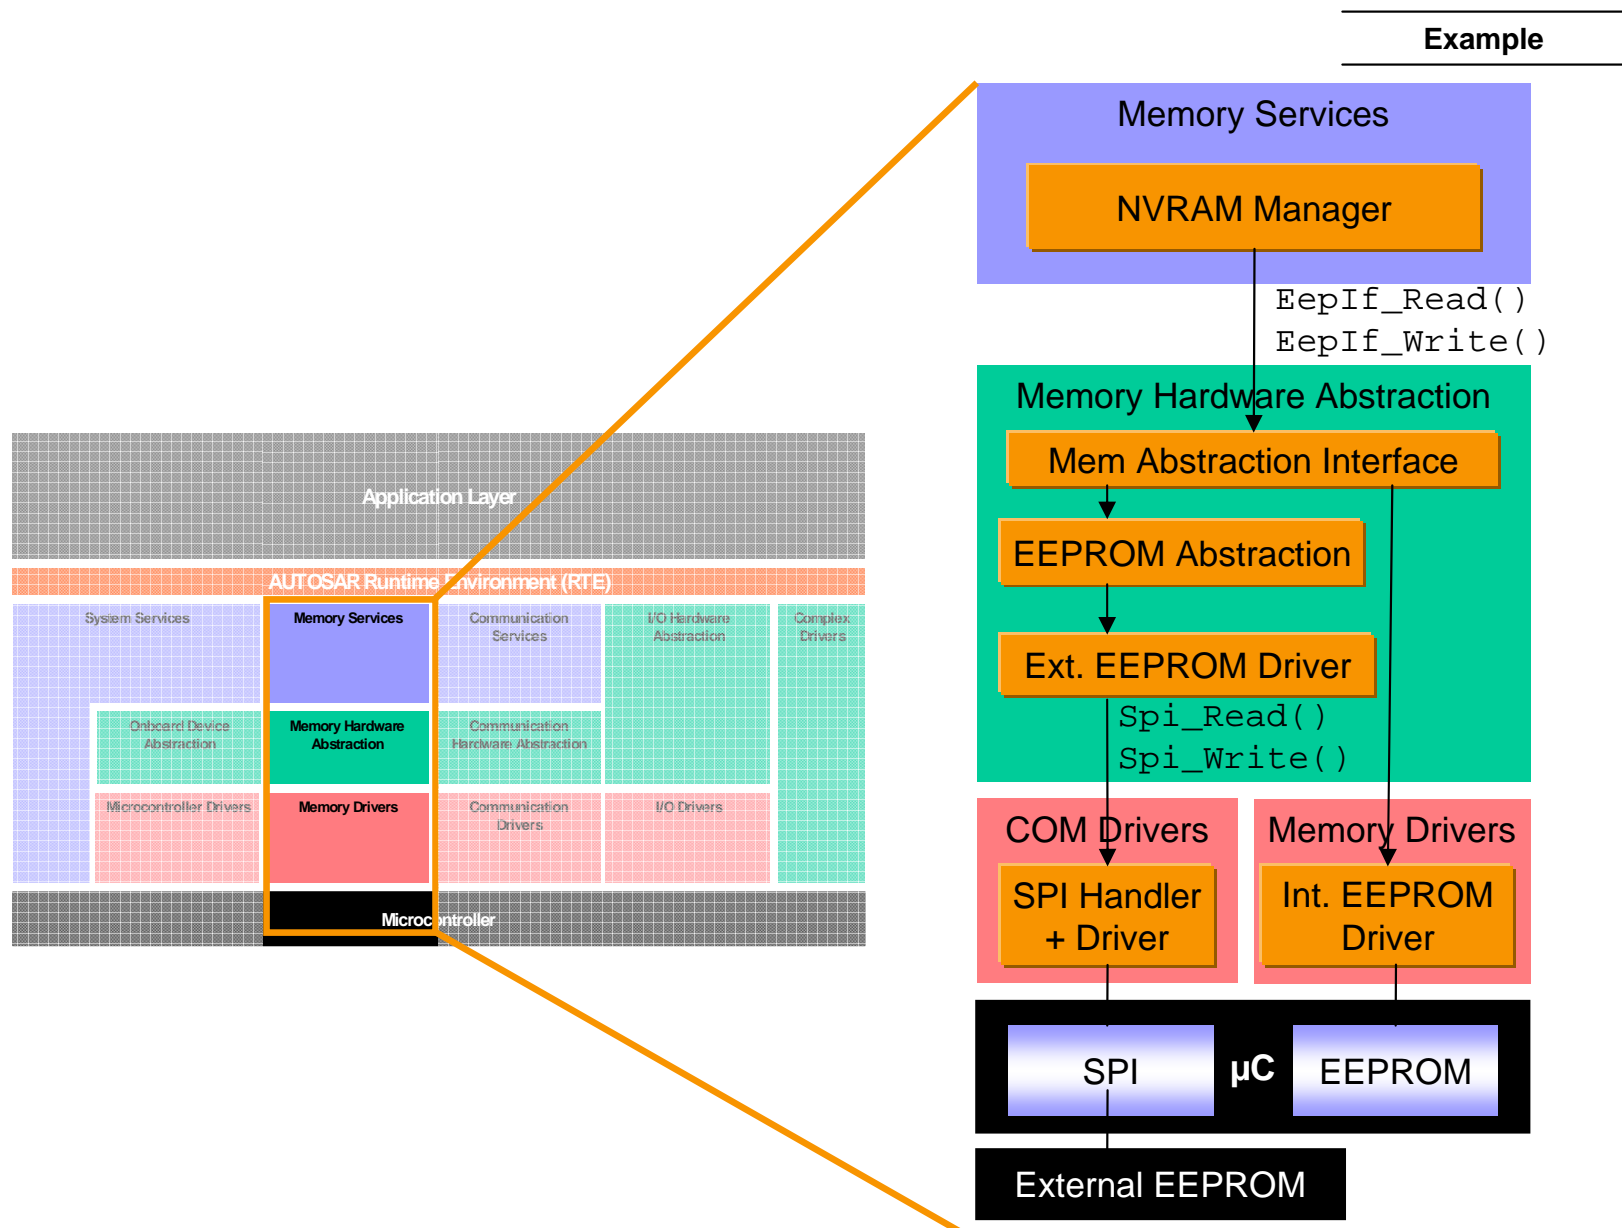 Example
Memory Services
NVRAM Manager
EepIf_Read()
EepIf_Write()
Memory Hardware Abstraction
Mem Abstraction Interface
EEPROM Abstraction
Ext. EEPROM Driver
Spi_Read()
Spi_Write()
COM Drivers
Memory Drivers
SPI Handler
+ Driver
Int. EEPROM
Driver
SPI
µC
EEPROM
External EEPROM
Application Layer
AUTOSAR Runtime Environment (RTE)
System Services
Memory Services
Communication
Services
I/O Hardware
Abstraction
Complex
Drivers
Onboard Device
Abstraction
Memory Hardware
Abstraction
Communication
Hardware Abstraction
Microcontroller Drivers
Memory Drivers
Communication
Drivers
I/O Drivers
Microcontroller